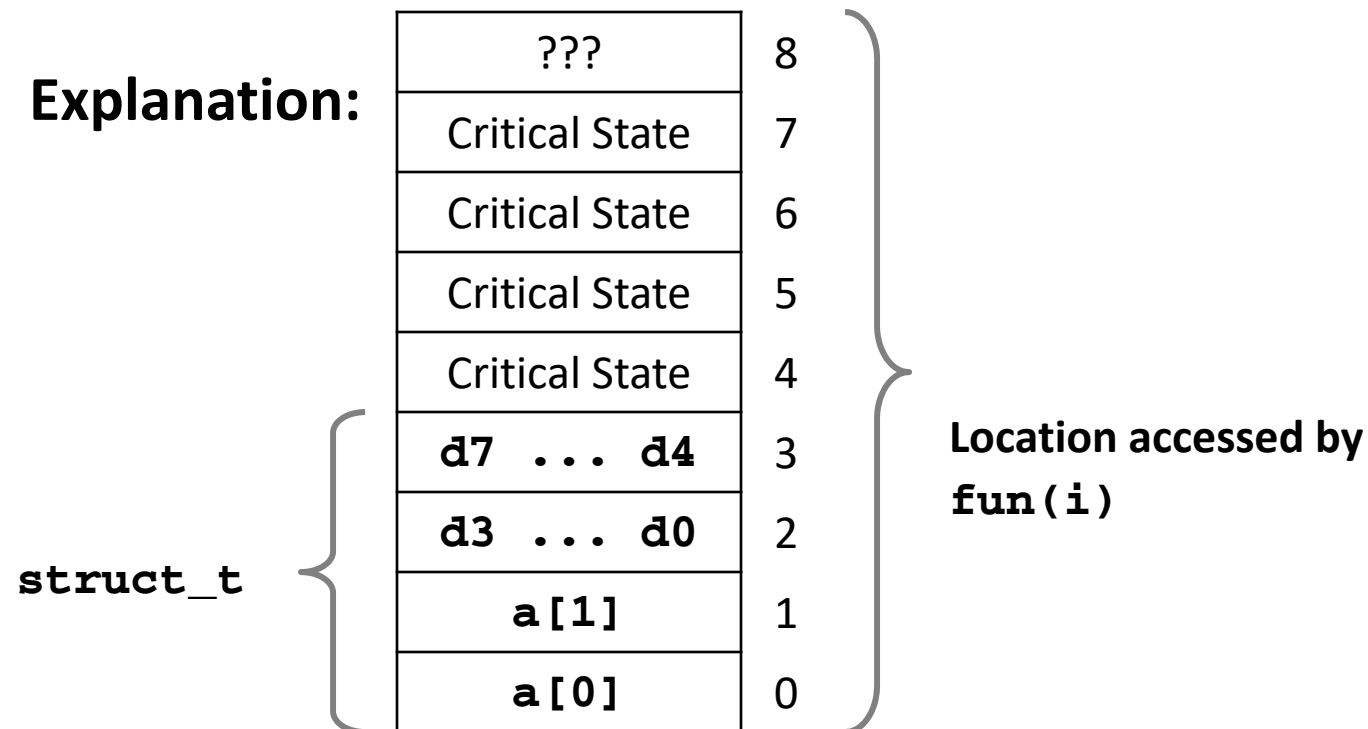 Explanation:
??? 8
Critical State 7
Critical State 6
Critical State 5
Critical State 4
d7 ... d4 3
d3 ... d0 2
a[1] 1
a[0] 0
struct_t
Location accessed by
fun(i)